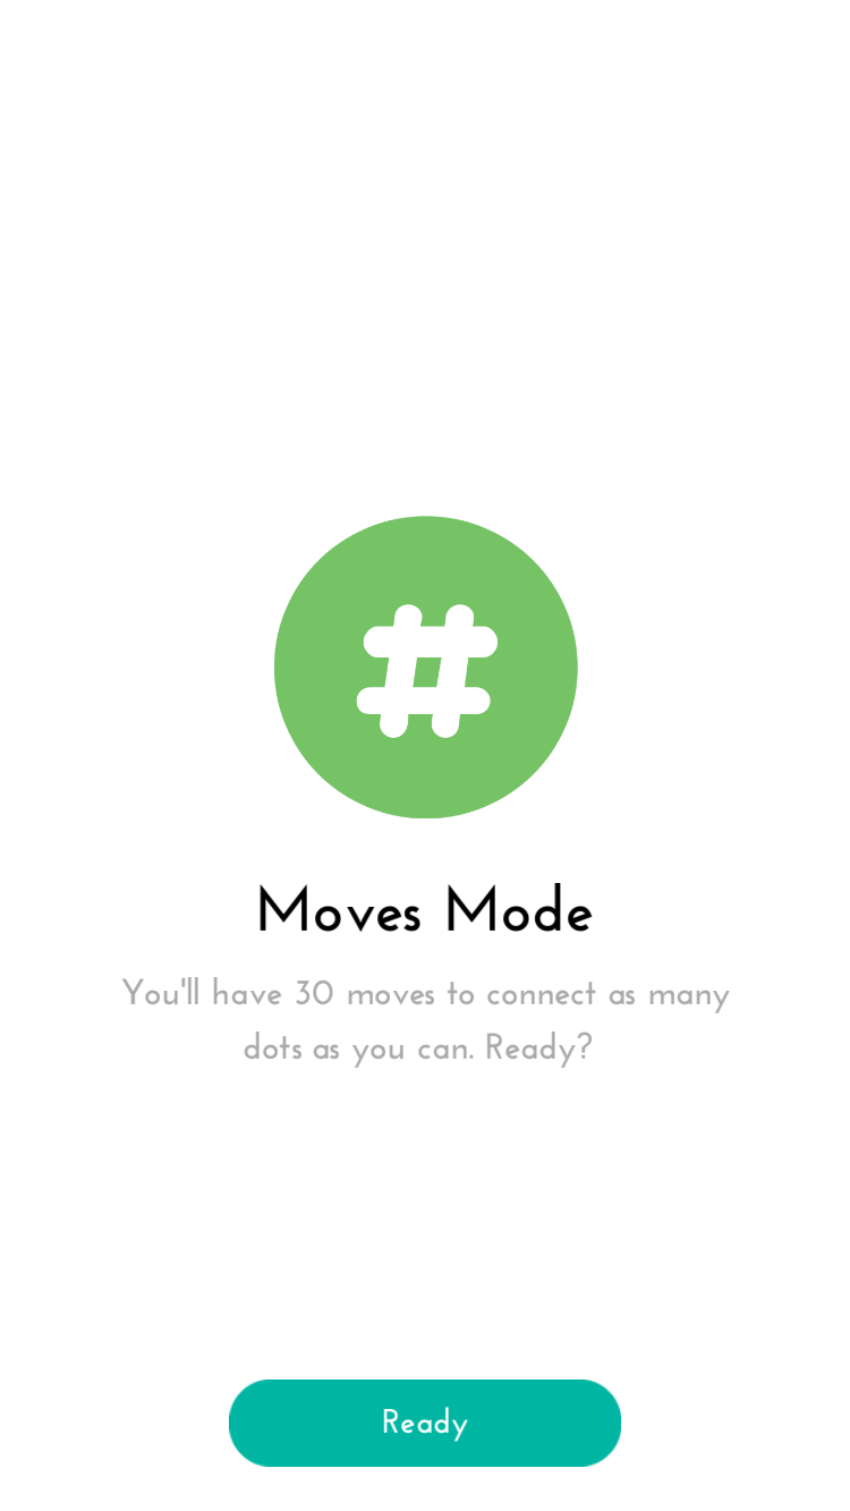 #
Moves Mode
You'll have 30 moves to connect as many
dots as you can. Ready?
Ready